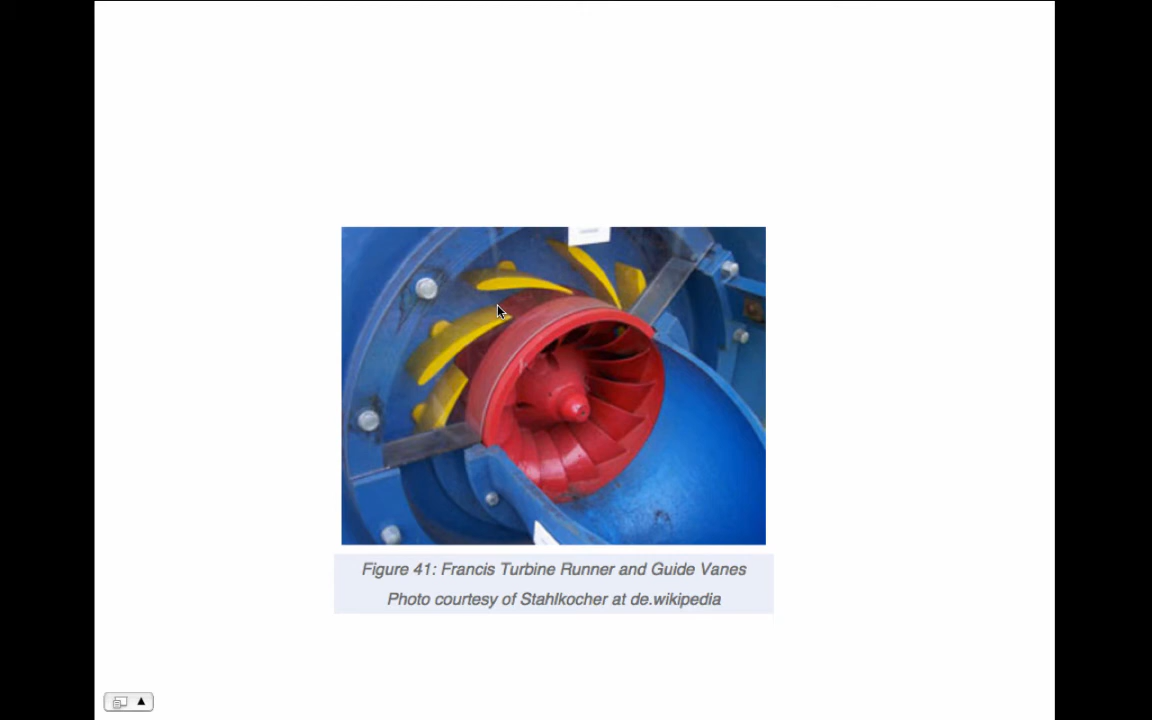 Figure 41: Francis Turbine Runner and Guide Vanes
Photo courtesy of Stahlkocher at de.wikipedia